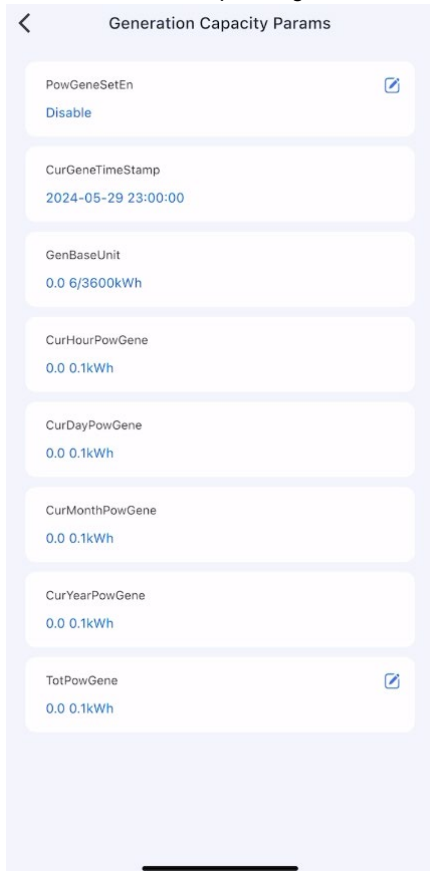 Generation Capacity Params
PowGeneSetEn
Disable
CurGeneTimeStamp
2024-05-29 23:00:00
GenBaseUnit
0.0 6/3600kWh
CurHourPowGene
0.0 0.1kWh
CurDayPowGene
0.0 0.1kWh
CurMonthPowGene
0.0 0.1kWh
CurYearPowGene
0.0 0.1kWh
TotPowGene
0.0 0.1kWh